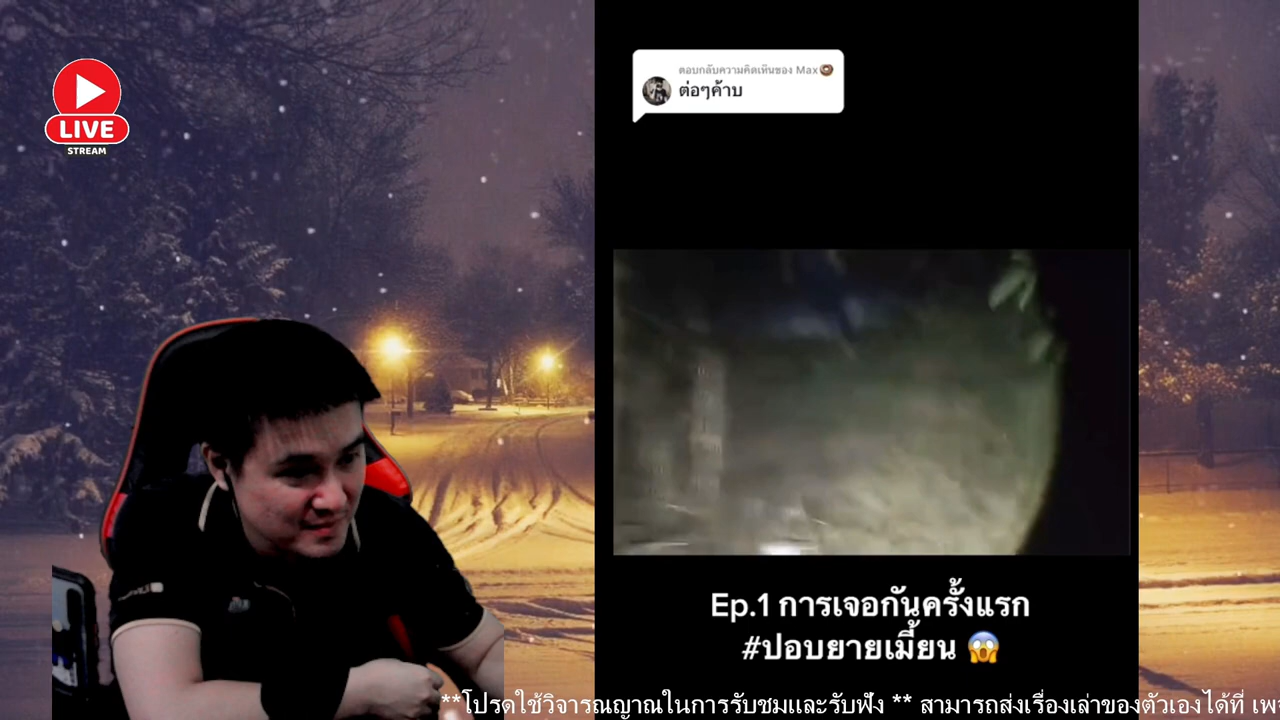 LIVE
STREAM
ตอบกลับความคิดเห็นของ Max🍩
ต่อๆค้าบ
Ep.1 การเจอกันครั้งแรก
#ปอบยายเมี้ยน 😱
**โปรดใช้วิจารณญาณในการรับชมและรับฟัง ** สามารถส่งเรื่องเล่าของตัวเองได้ที่